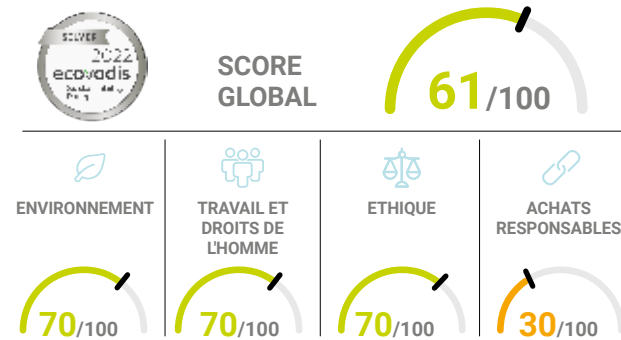 SILVER
2022
ecovadis
SCORE
GLOBAL
61/100
ENVIRONNEMENT
TRAVAIL ET
DROITS DE
L'HOMME
ETHIQUE
ACHATS
RESPONSABLES
70/100
70/100
70/100
30/100